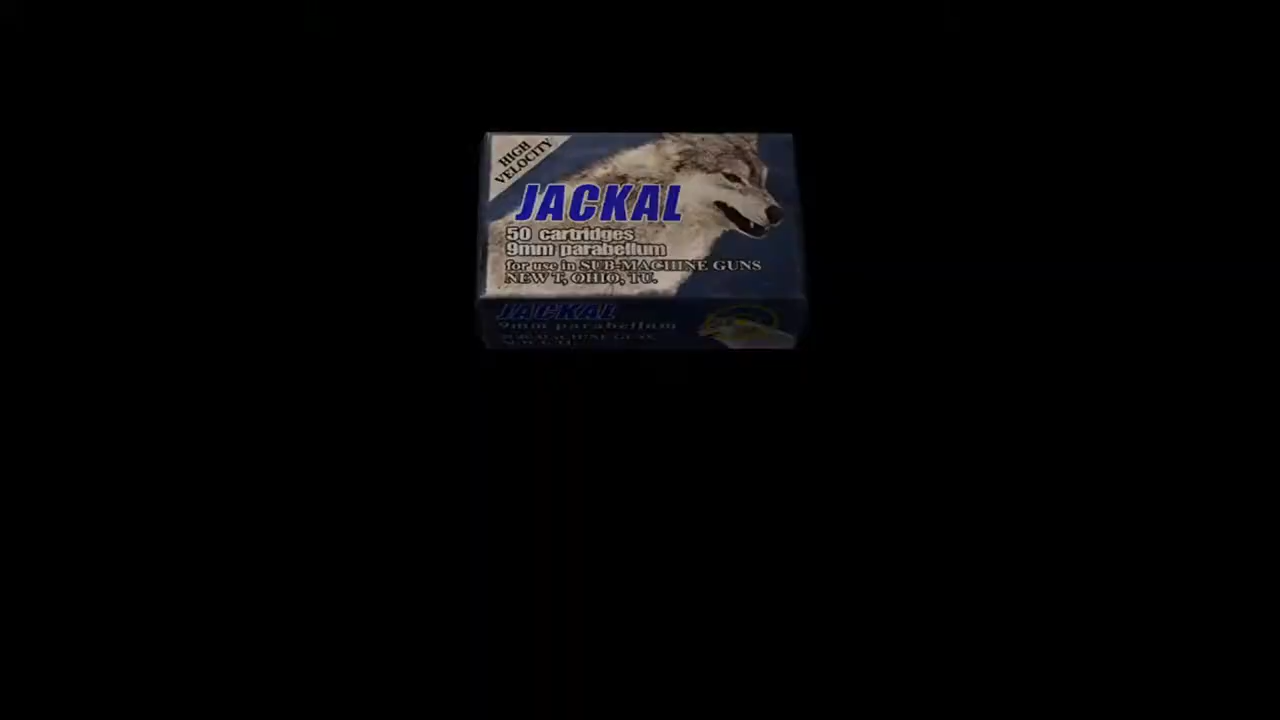 HIGH
VELOCITY
JACKAL
50 cartridges
9mm parabellum
for use in SUB-MACHINE GUNS
NEW T, OHIO, TU.
JACKAL
9mm parabellum